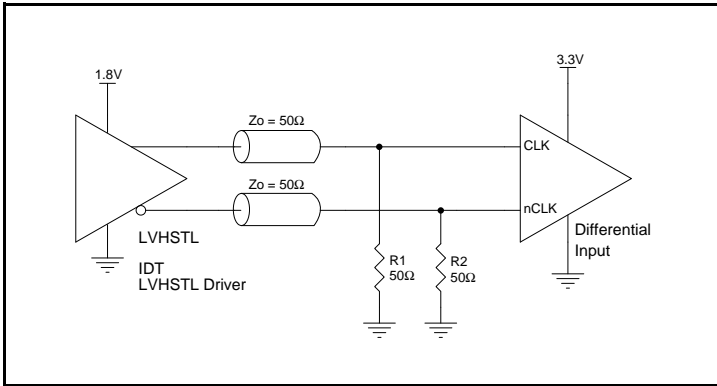 1.8V
3.3V
Zo = 50Ω
CLK
Zo = 50Ω
nCLK
LVHSTL
Differential
Input
IDT
LVHSTL Driver
R1
50Ω
R2
50Ω